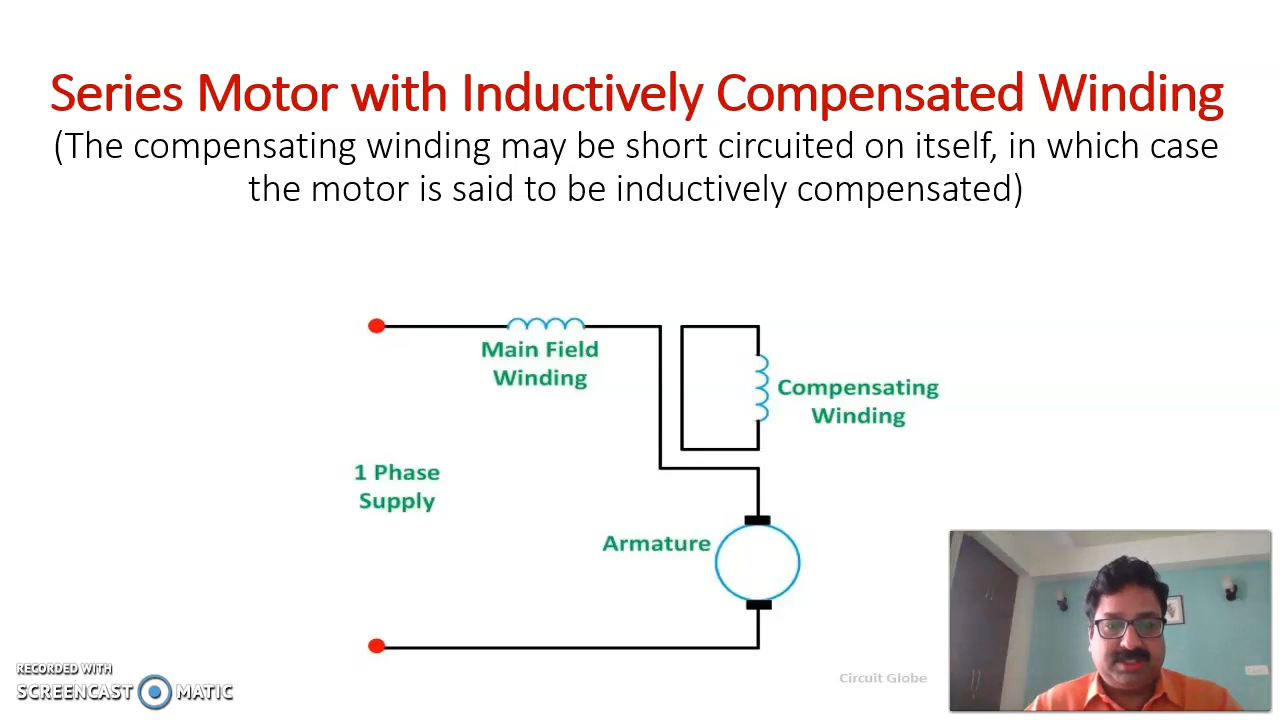 Series Motor with Inductively Compensated Winding
(The compensating winding may be short circuited on itself, in which case
the motor is said to be inductively compensated)
Main Field
Winding
Compensating
Winding
1 Phase
Supply
Armature
Circuit Globe
RECORDED WITH
SCREENCAST MATIC